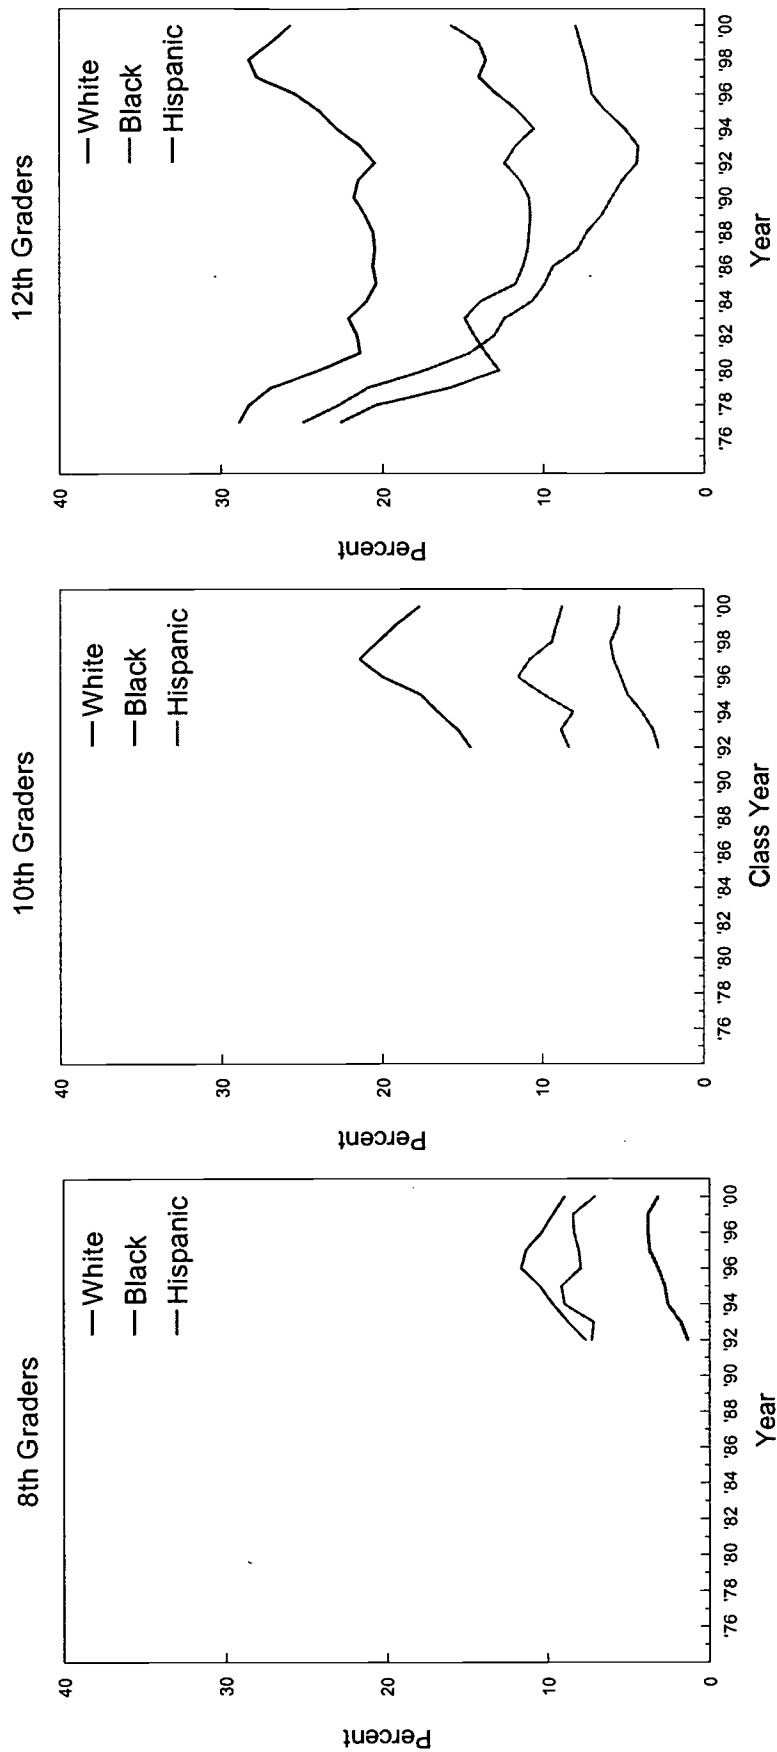 8th Graders
40
30
20
10
0
Percent
White
Black
Hispanic
'76 '78 '80 '82 '84 '86 '88 '90 '92 '94 '96 '96 '00
Year
10th Graders
40
30
20
10
0
Percent
White
Black
Hispanic
'76 '78 '80 '82 '84 '86 '88 '90 '92 '94 '96 '98 '00
Class Year
12th Graders
40
30
20
10
0
Percent
White
Black
Hispanic
'76 '78 '80 '82 '84 '86 '88 '90 '92 '94 '96 '98 '00
Year